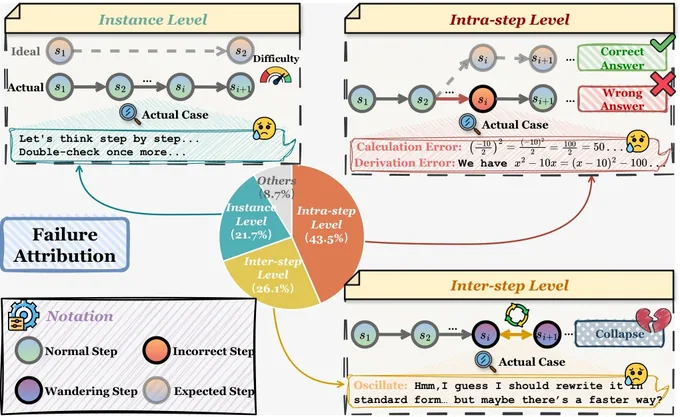 Instance Level
Ideal
s1
s2
Difficulty
Actual
s1
s2
...
si
si+1
Actual Case
Let's think step by step...
Double-check once more...
Intra-step Level
si
si+1
...
Correct
Answer
s1
s2
...
si
si+1
...
Wrong
Answer
Actual Case
Calculation Error: (−10/2)² = (−10)²/2 = 100/2 = 50...
Derivation Error: We have x² − 10x = (x − 10)² − 100...
Others
(8.7%)
Instance
Level
(21.7%)
Intra-step
Level
(43.5%)
Inter-step
Level
(26.1%)
Failure
Attribution
Notation
Normal Step
Incorrect Step
Wandering Step
Expected Step
Inter-step Level
s1
s2
...
si
si+1
...
Collapse
Actual Case
Oscillate: Hmm,I guess I should rewrite it in
standard form… but maybe there's a faster way?